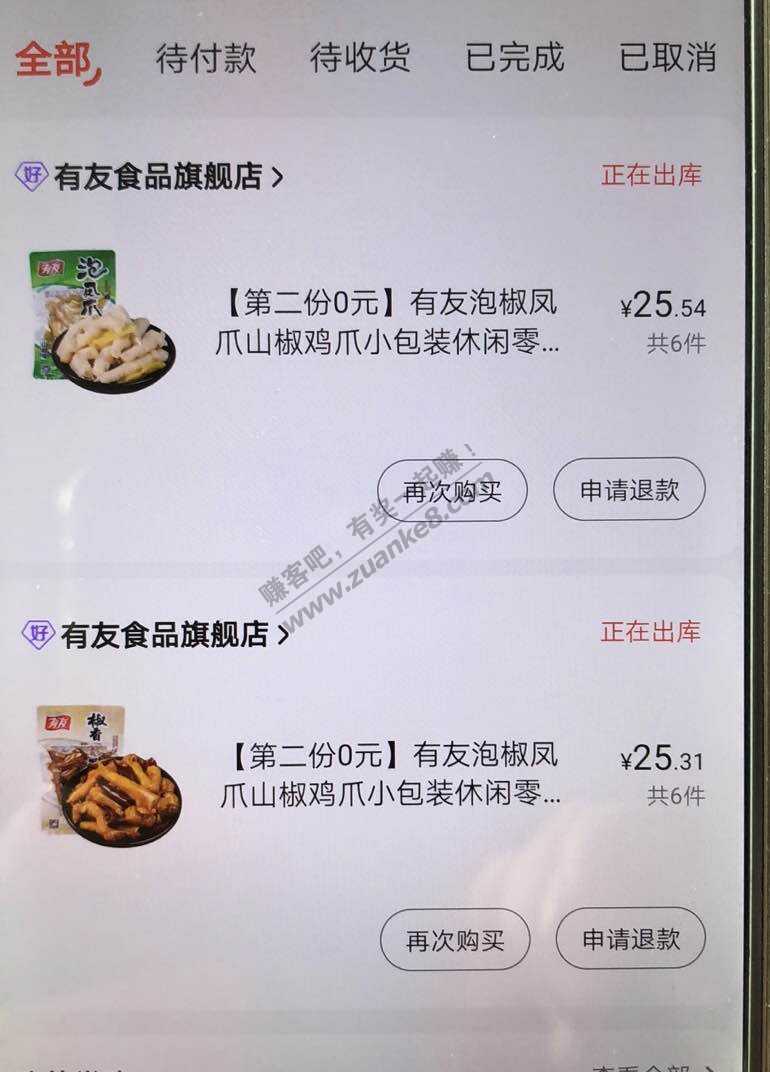 全部 待付款 待收货 已完成 已取消
好 有友食品旗舰店 > 正在出库
有友 泡凤爪
【第二份0元】有友泡椒凤 ¥25.54
爪山椒鸡爪小包装休闲零... 共6件
再次购买 申请退款
赚客吧，有奖一起赚！
www.zuanke8.com
好 有友食品旗舰店 > 正在出库
有友 椒香
【第二份0元】有友泡椒凤 ¥25.31
爪山椒鸡爪小包装休闲零... 共6件
再次购买 申请退款